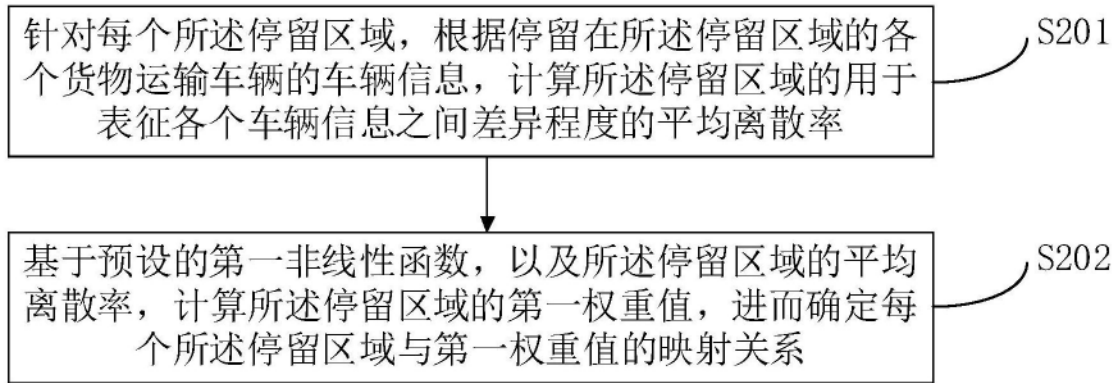 针对每个所述停留区域，根据停留在所述停留区域的各
个货物运输车辆的车辆信息，计算所述停留区域的用于
表征各个车辆信息之间差异程度的平均离散率
S201
基于预设的第一非线性函数，以及所述停留区域的平均
离散率，计算所述停留区域的第一权重值，进而确定每
个所述停留区域与第一权重值的映射关系
S202